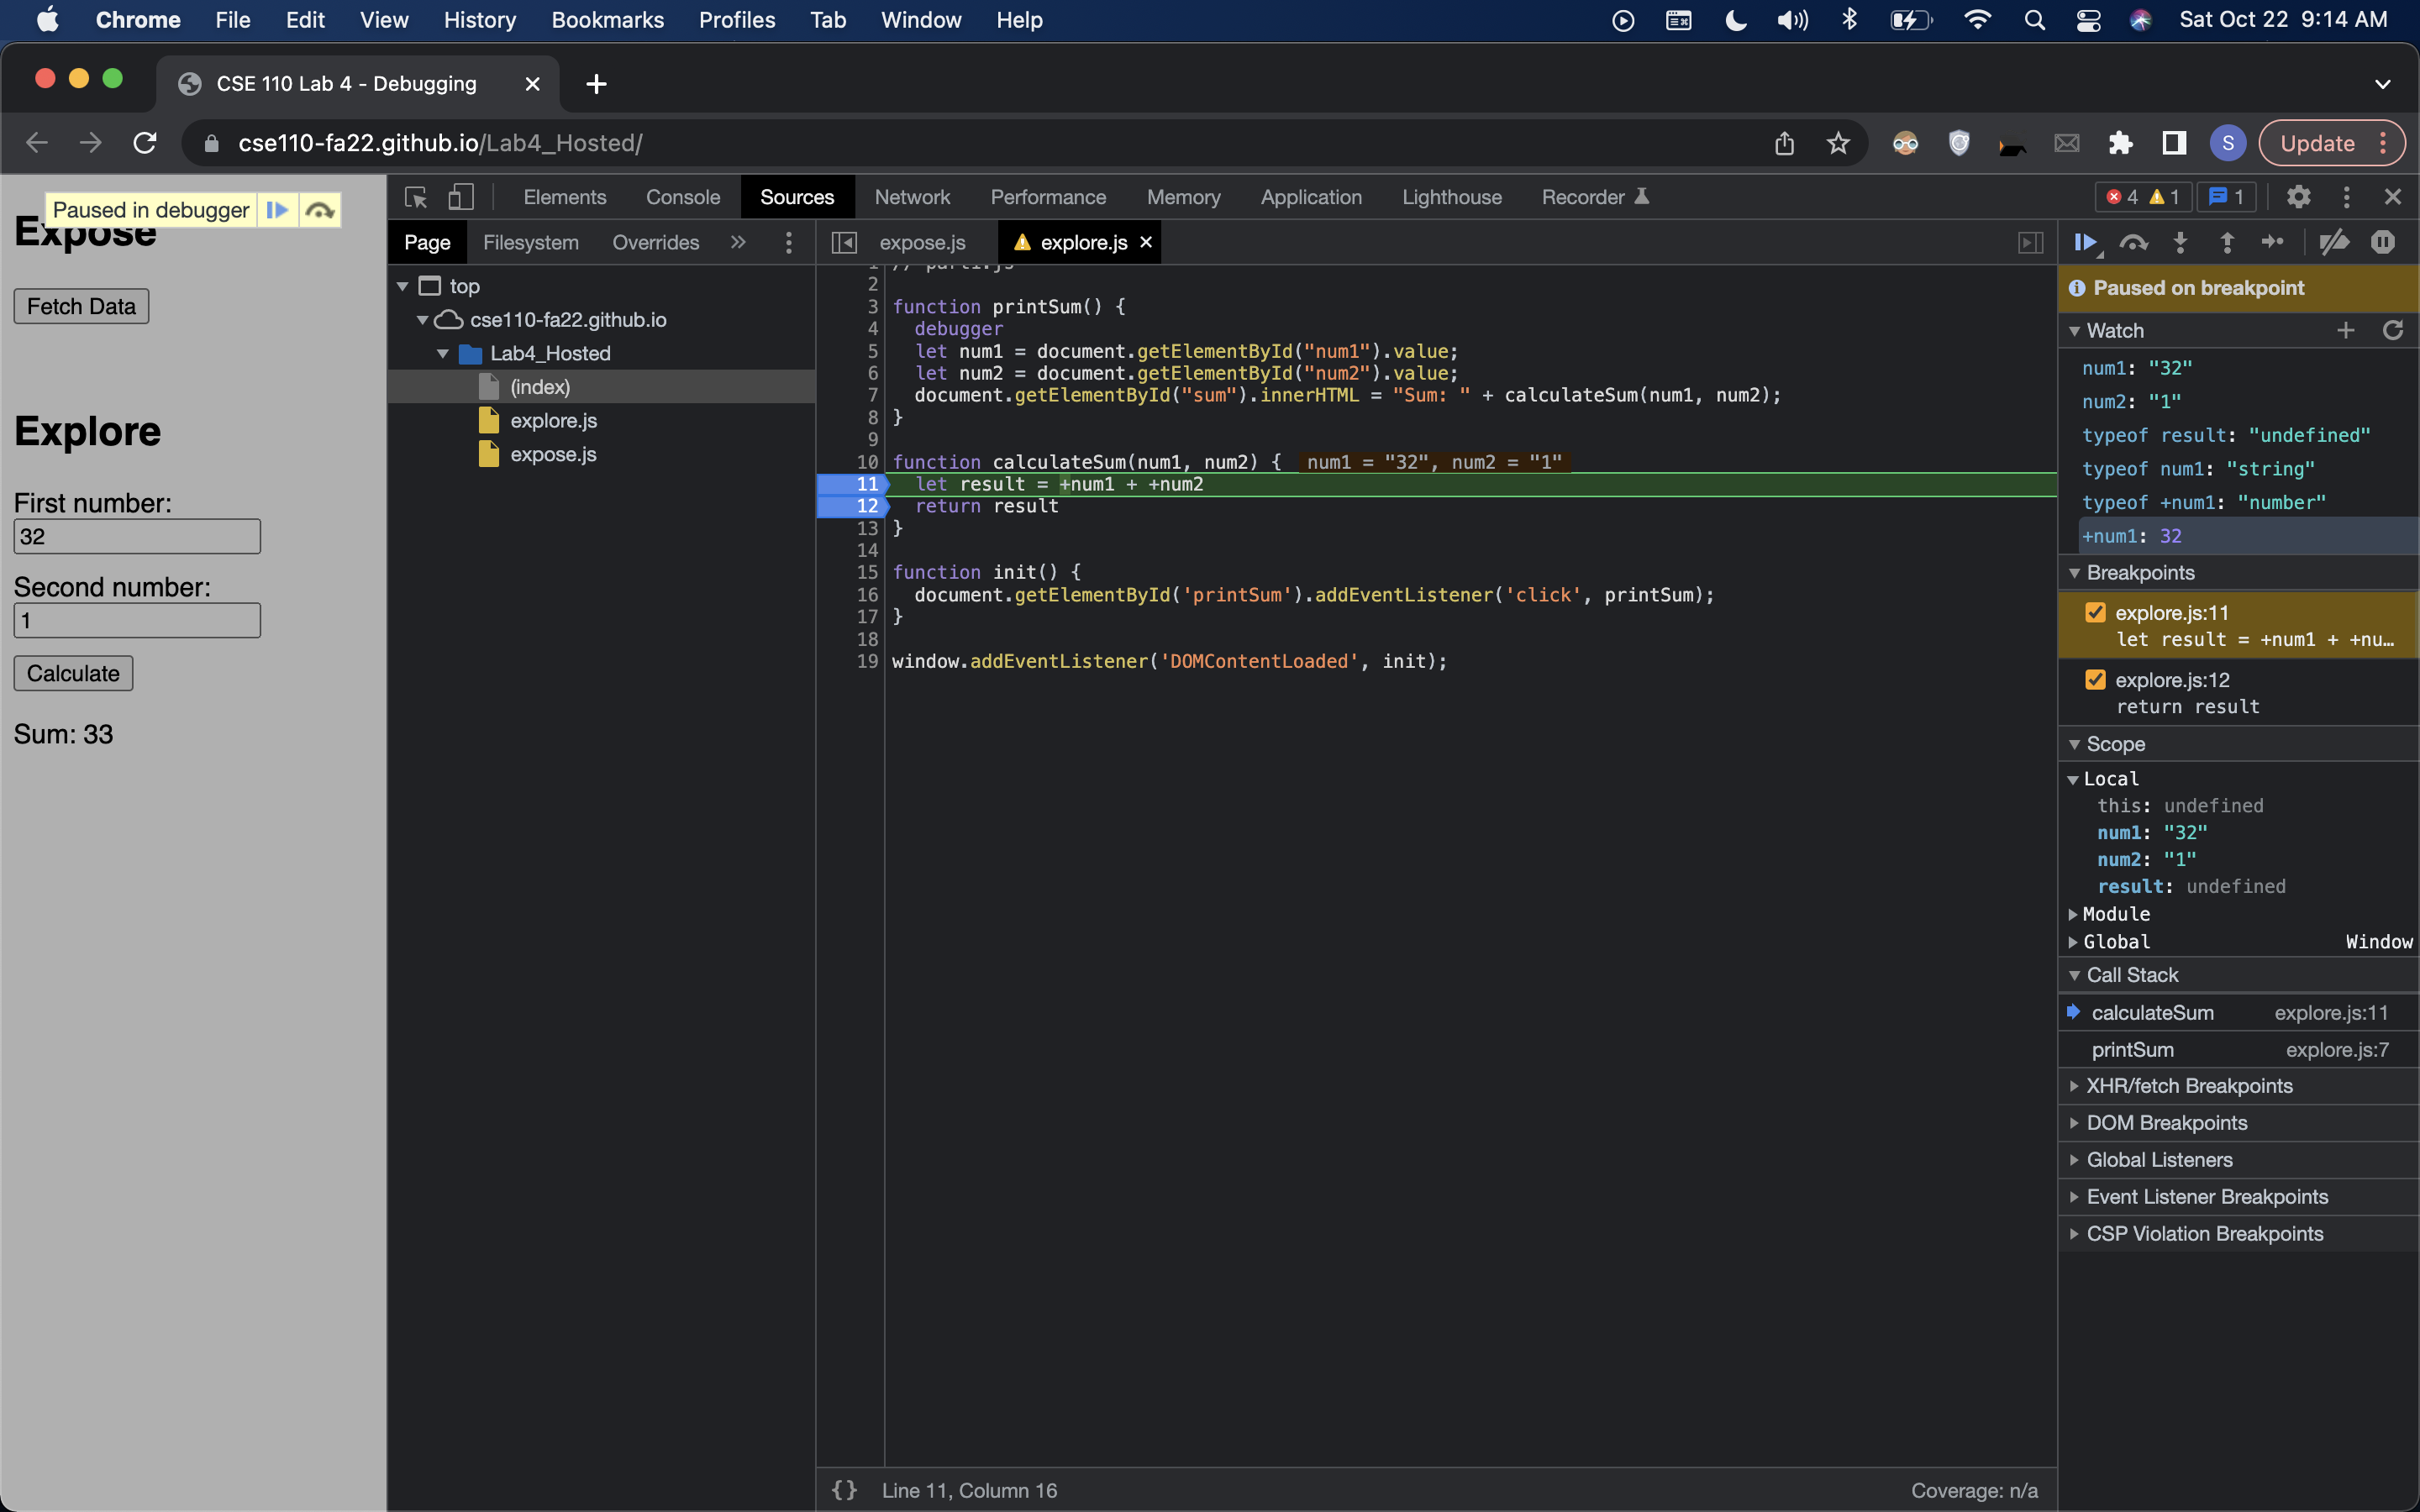 Chrome File Edit View History Bookmarks Profiles Tab Window Help Sat Oct 22 9:14 AM
CSE 110 Lab 4 - Debugging
cse110-fa22.github.io/Lab4_Hosted/ S Update
Paused in debugger
Expose
Fetch Data
Explore
First number:
32
Second number:
1
Calculate
Sum: 33
Elements Console Sources Network Performance Memory Application Lighthouse Recorder 4 1 1
Page Filesystem Overrides
top
cse110-fa22.github.io
Lab4_Hosted
(index)
explore.js
expose.js
expose.js explore.js
1 // part1.js
2
3 function printSum() {
4 debugger
5 let num1 = document.getElementById("num1").value;
6 let num2 = document.getElementById("num2").value;
7 document.getElementById("sum").innerHTML = "Sum: " + calculateSum(num1, num2);
8 }
9
10 function calculateSum(num1, num2) { num1 = "32", num2 = "1"
11 let result = +num1 + +num2
12 return result
13 }
14
15 function init() {
16 document.getElementById('printSum').addEventListener('click', printSum);
17 }
18
19 window.addEventListener('DOMContentLoaded', init);
{} Line 11, Column 16 Coverage: n/a
Paused on breakpoint
Watch
num1: "32"
num2: "1"
typeof result: "undefined"
typeof num1: "string"
typeof +num1: "number"
+num1: 32
Breakpoints
explore.js:11
let result = +num1 + +nu…
explore.js:12
return result
Scope
Local
this: undefined
num1: "32"
num2: "1"
result: undefined
Module
Global Window
Call Stack
calculateSum explore.js:11
printSum explore.js:7
XHR/fetch Breakpoints
DOM Breakpoints
Global Listeners
Event Listener Breakpoints
CSP Violation Breakpoints